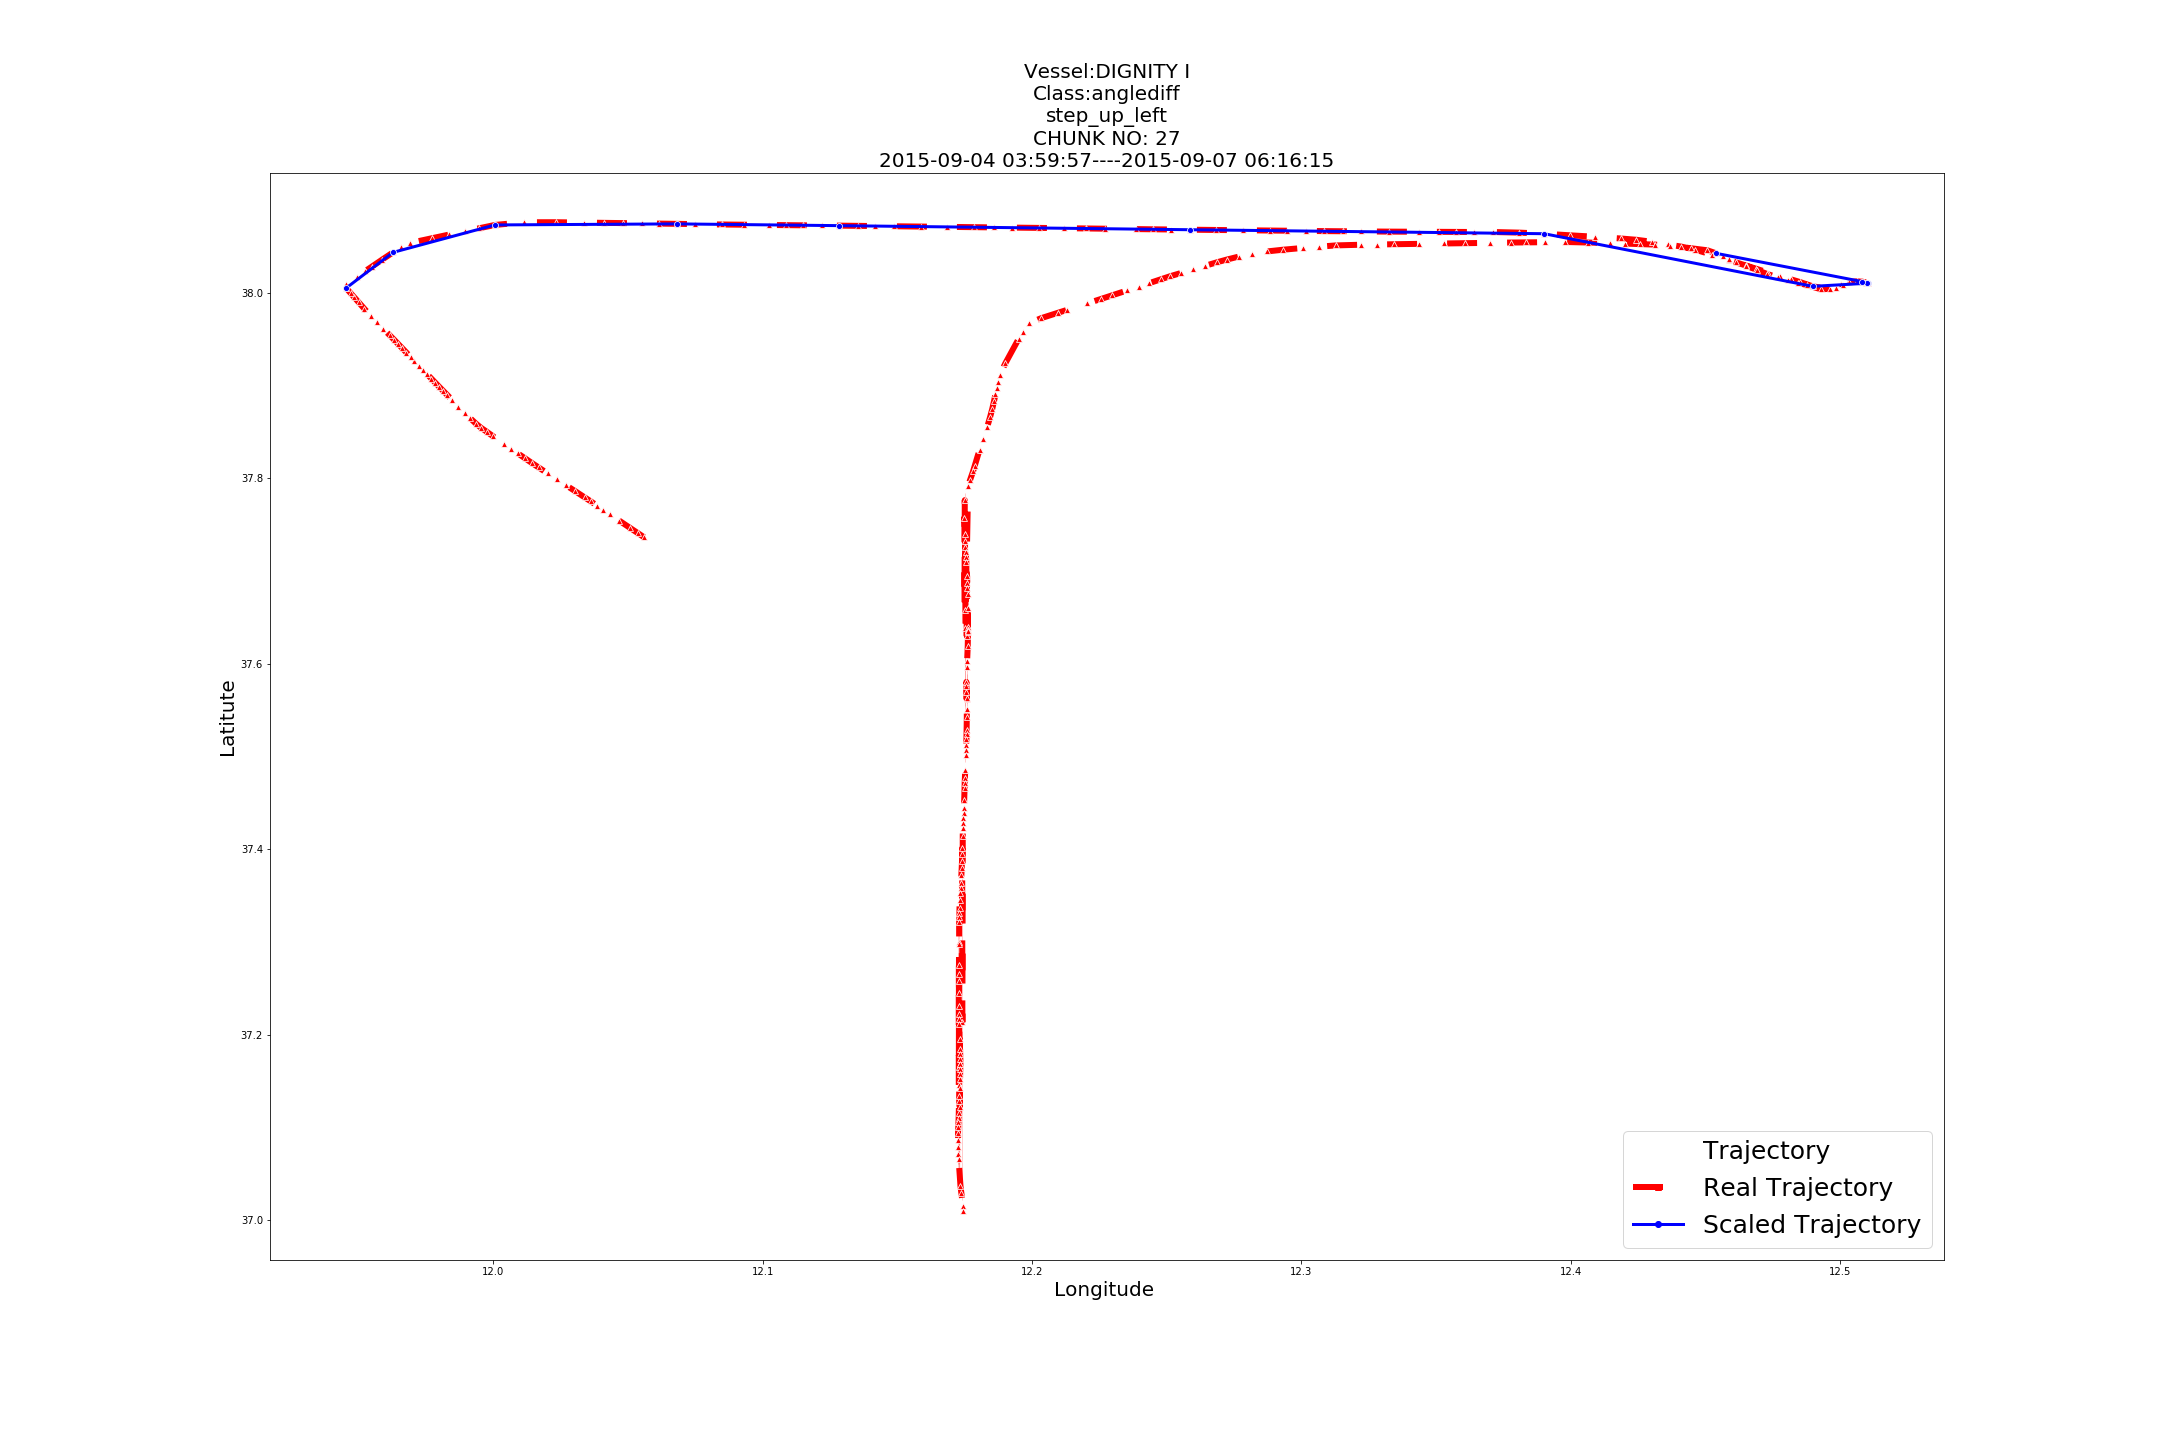 Vessel:DIGNITY I
Class:anglediff
step_up_left
CHUNK NO: 27
2015-09-04 03:59:57----2015-09-07 06:16:15
38.0
37.8
37.6
37.4
37.2
37.0
Latitute
12.0 12.1 12.2 12.3 12.4 12.5
Longitude
Trajectory
Real Trajectory
Scaled Trajectory